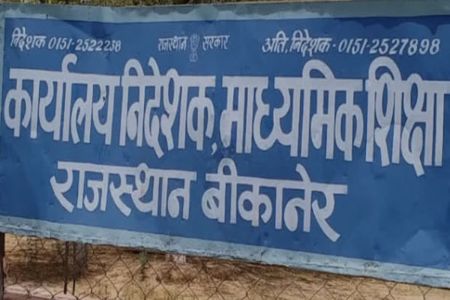 निदेशक 0151-2522238 राजस्थान सरकार अति. निदेशक - 0151-2527898
कार्यालय निदेशक, माध्यमिक शिक्षा
राजस्थान बीकानेर